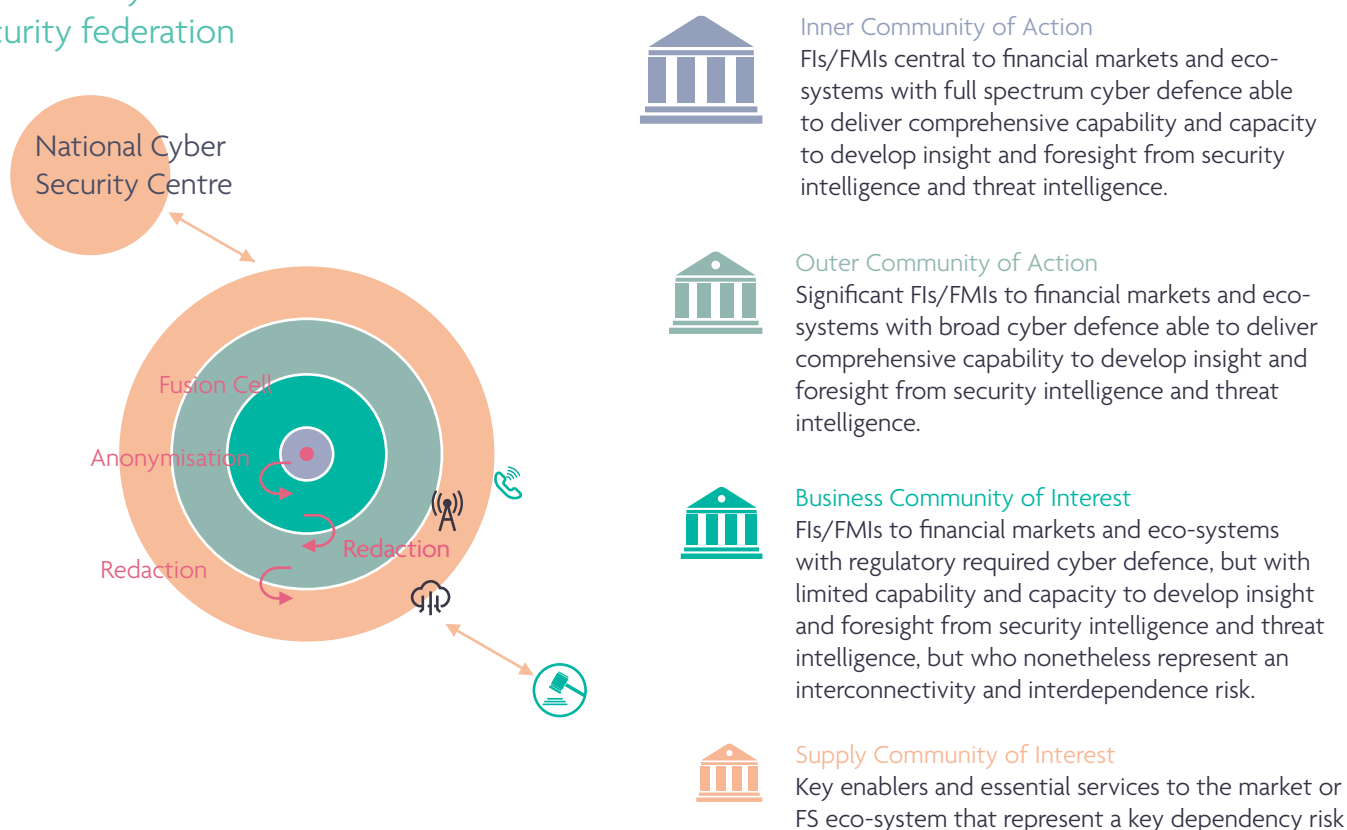 curity federation
National Cyber
Security Centre
Fusion Cell
Anonymisation
Redaction
Redaction
Inner Community of Action
FIs/FMIs central to financial markets and eco-
systems with full spectrum cyber defence able
to deliver comprehensive capability and capacity
to develop insight and foresight from security
intelligence and threat intelligence.
Outer Community of Action
Significant FIs/FMIs to financial markets and eco-
systems with broad cyber defence able to deliver
comprehensive capability to develop insight and
foresight from security intelligence and threat
intelligence.
Business Community of Interest
FIs/FMIs to financial markets and eco-systems
with regulatory required cyber defence, but with
limited capability and capacity to develop insight
and foresight from security intelligence and threat
intelligence, but who nonetheless represent an
interconnectivity and interdependence risk.
Supply Community of Interest
Key enablers and essential services to the market or
FS eco-system that represent a key dependency risk